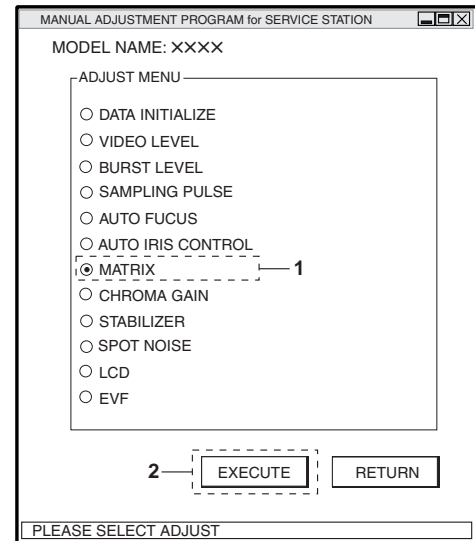 MANUAL ADJUSTMENT PROGRAM for SERVICE STATION
MODEL NAME: ××××
ADJUST MENU
DATA INITIALIZE
VIDEO LEVEL
BURST LEVEL
SAMPLING PULSE
AUTO FUCUS
AUTO IRIS CONTROL
MATRIX 1
CHROMA GAIN
STABILIZER
SPOT NOISE
LCD
EVF
2 EXECUTE RETURN
PLEASE SELECT ADJUST